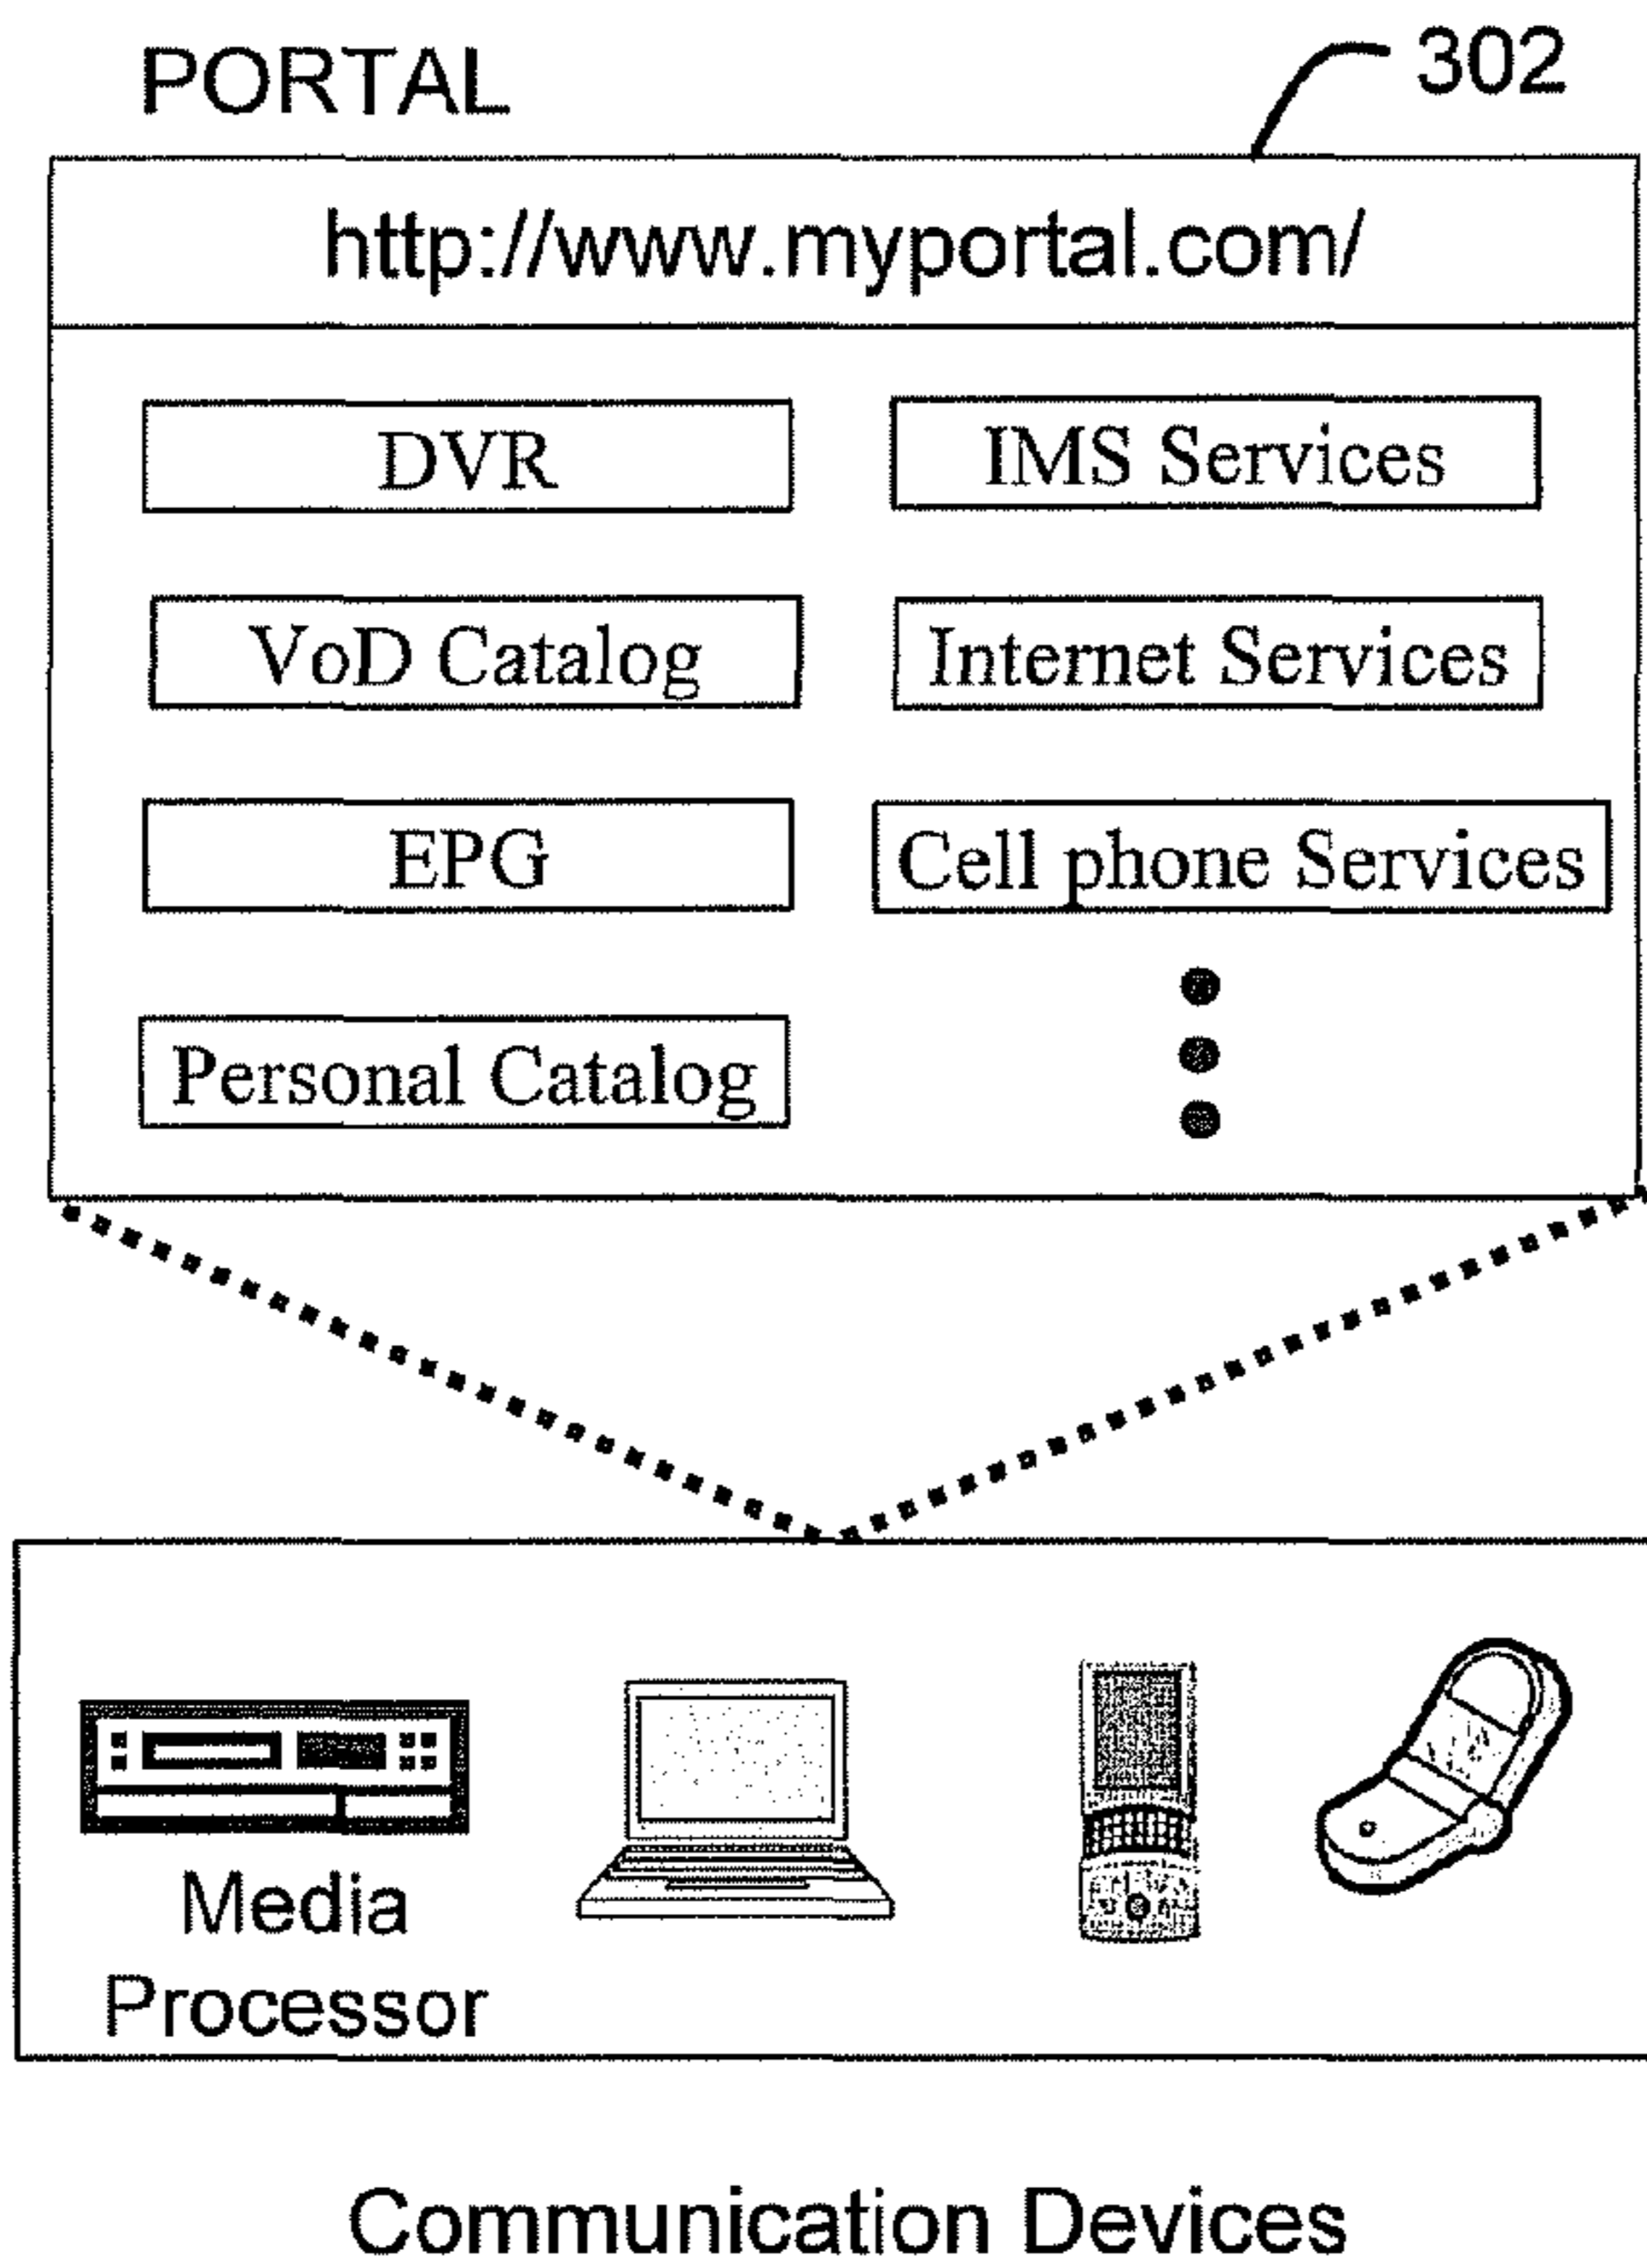 PORTAL
302
http://www.myportal.com/
DVR
IMS Services
VoD Catalog
Internet Services
EPG
Cell phone Services
Personal Catalog
Media
Processor
Communication Devices